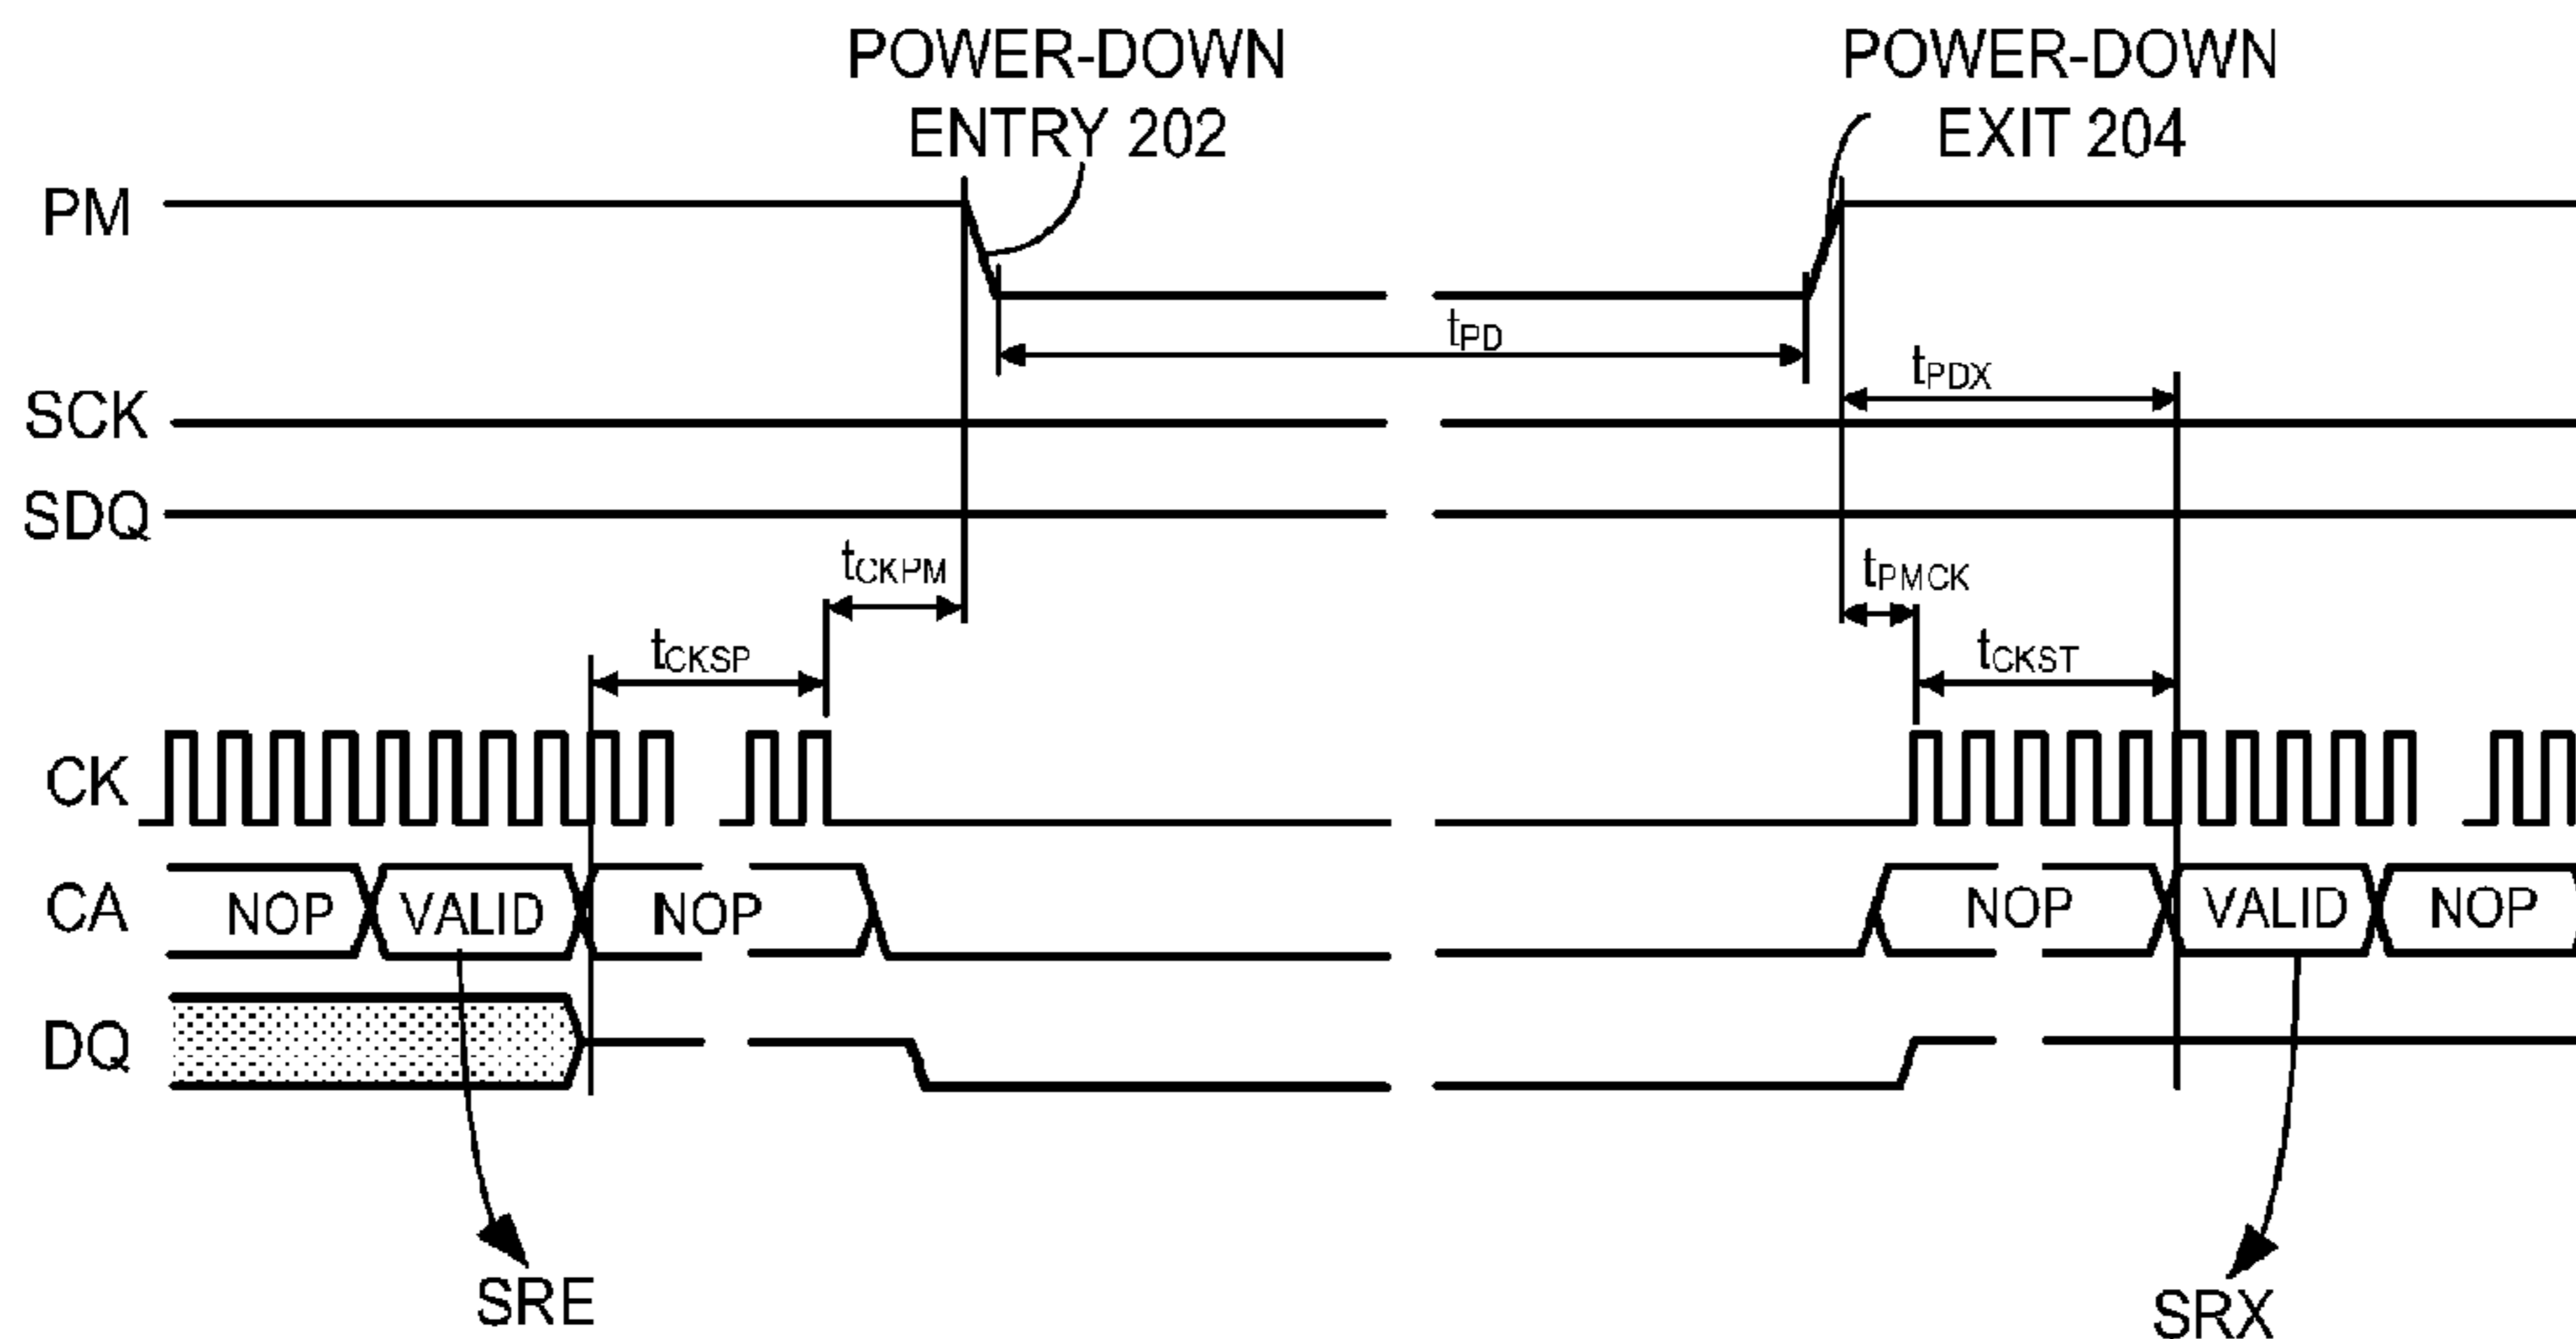 POWER-DOWN
ENTRY 202
POWER-DOWN
EXIT 204
PM
tPD
tPDX
SCK
SDQ
tCKPM
tPMCK
tCKSP
tCKST
CK
CA
NOP
VALID
NOP
NOP
VALID
NOP
DQ
SRE
SRX